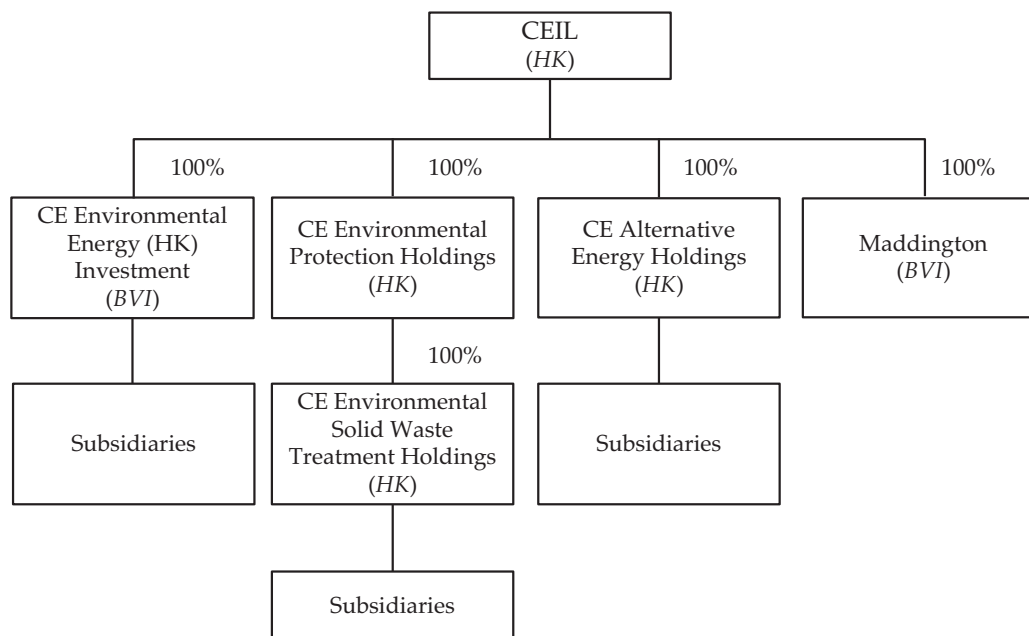 CEIL
(HK)
100%
100%
100%
100%
CE Environmental
Energy (HK)
Investment
(BVI)
CE Environmental
Protection Holdings
(HK)
CE Alternative
Energy Holdings
(HK)
Maddington
(BVI)
100%
Subsidiaries
CE Environmental
Solid Waste
Treatment Holdings
(HK)
Subsidiaries
Subsidiaries